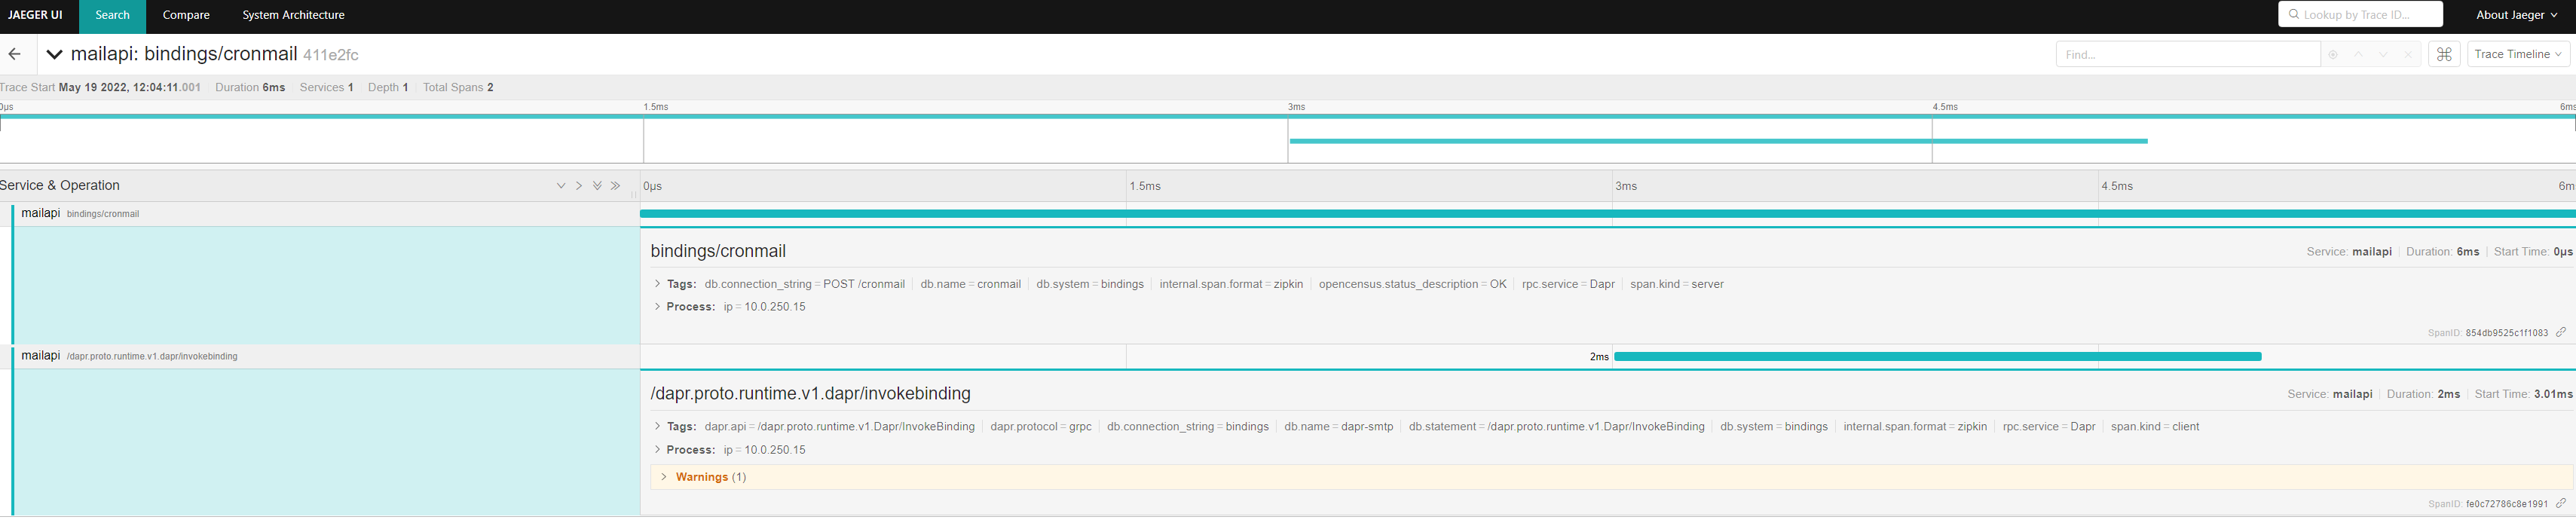 JAEGER UI Search Compare System Architecture Lookup by Trace ID... About Jaeger
mailapi: bindings/cronmail 411e2fc Find... Trace Timeline
Trace Start May 19 2022, 12:04:11.001 Duration 6ms Services 1 Depth 1 Total Spans 2
0μs 1.5ms 3ms 4.5ms 6ms
Service & Operation 0μs 1.5ms 3ms 4.5ms 6m
mailapi bindings/cronmail
bindings/cronmail Service: mailapi Duration: 6ms Start Time: 0μs
Tags: db.connection_string = POST /cronmail db.name = cronmail db.system = bindings internal.span.format = zipkin opencensus.status_description = OK rpc.service = Dapr span.kind = server
Process: ip = 10.0.250.15
SpanID: 854db9525c1f1083
mailapi /dapr.proto.runtime.v1.dapr/invokebinding 2ms
/dapr.proto.runtime.v1.dapr/invokebinding Service: mailapi Duration: 2ms Start Time: 3.01ms
Tags: dapr.api = /dapr.proto.runtime.v1.Dapr/InvokeBinding dapr.protocol = grpc db.connection_string = bindings db.name = dapr-smtp db.statement = /dapr.proto.runtime.v1.Dapr/InvokeBinding db.system = bindings internal.span.format = zipkin rpc.service = Dapr span.kind = client
Process: ip = 10.0.250.15
Warnings (1)
SpanID: fe0c72786c8e1991